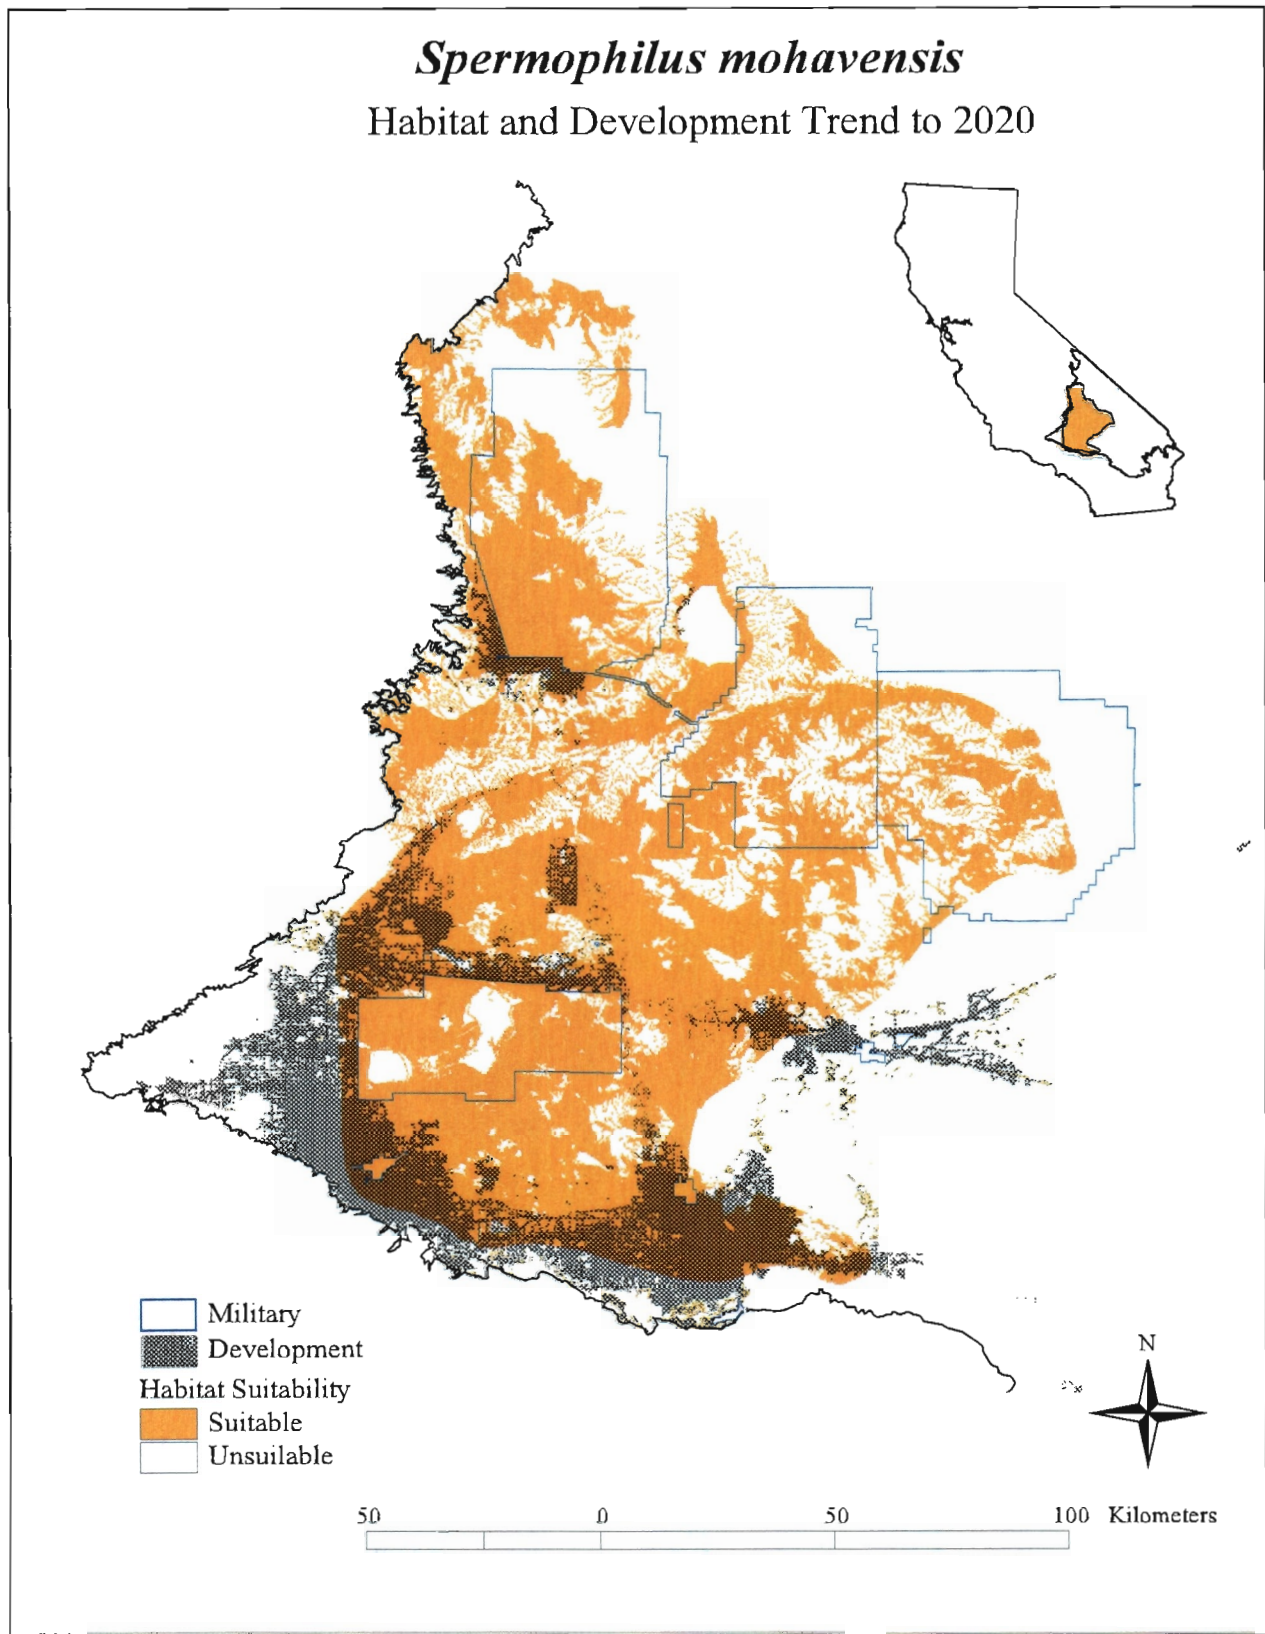 Spermophilus mohavensis
Habitat and Development Trend to 2020
Military
Development
Habitat Suitability
Suitable
Unsuilable
N
50 0 50 100 Kilometers